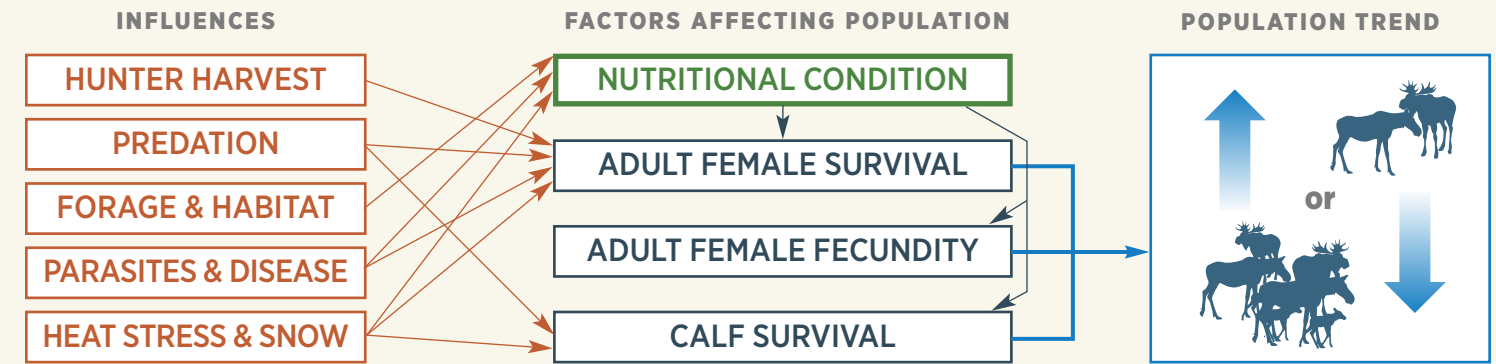 INFLUENCES
HUNTER HARVEST
PREDATION
FORAGE & HABITAT
PARASITES & DISEASE
HEAT STRESS & SNOW
FACTORS AFFECTING POPULATION
NUTRITIONAL CONDITION
ADULT FEMALE SURVIVAL
ADULT FEMALE FECUNDITY
CALF SURVIVAL
POPULATION TREND
or